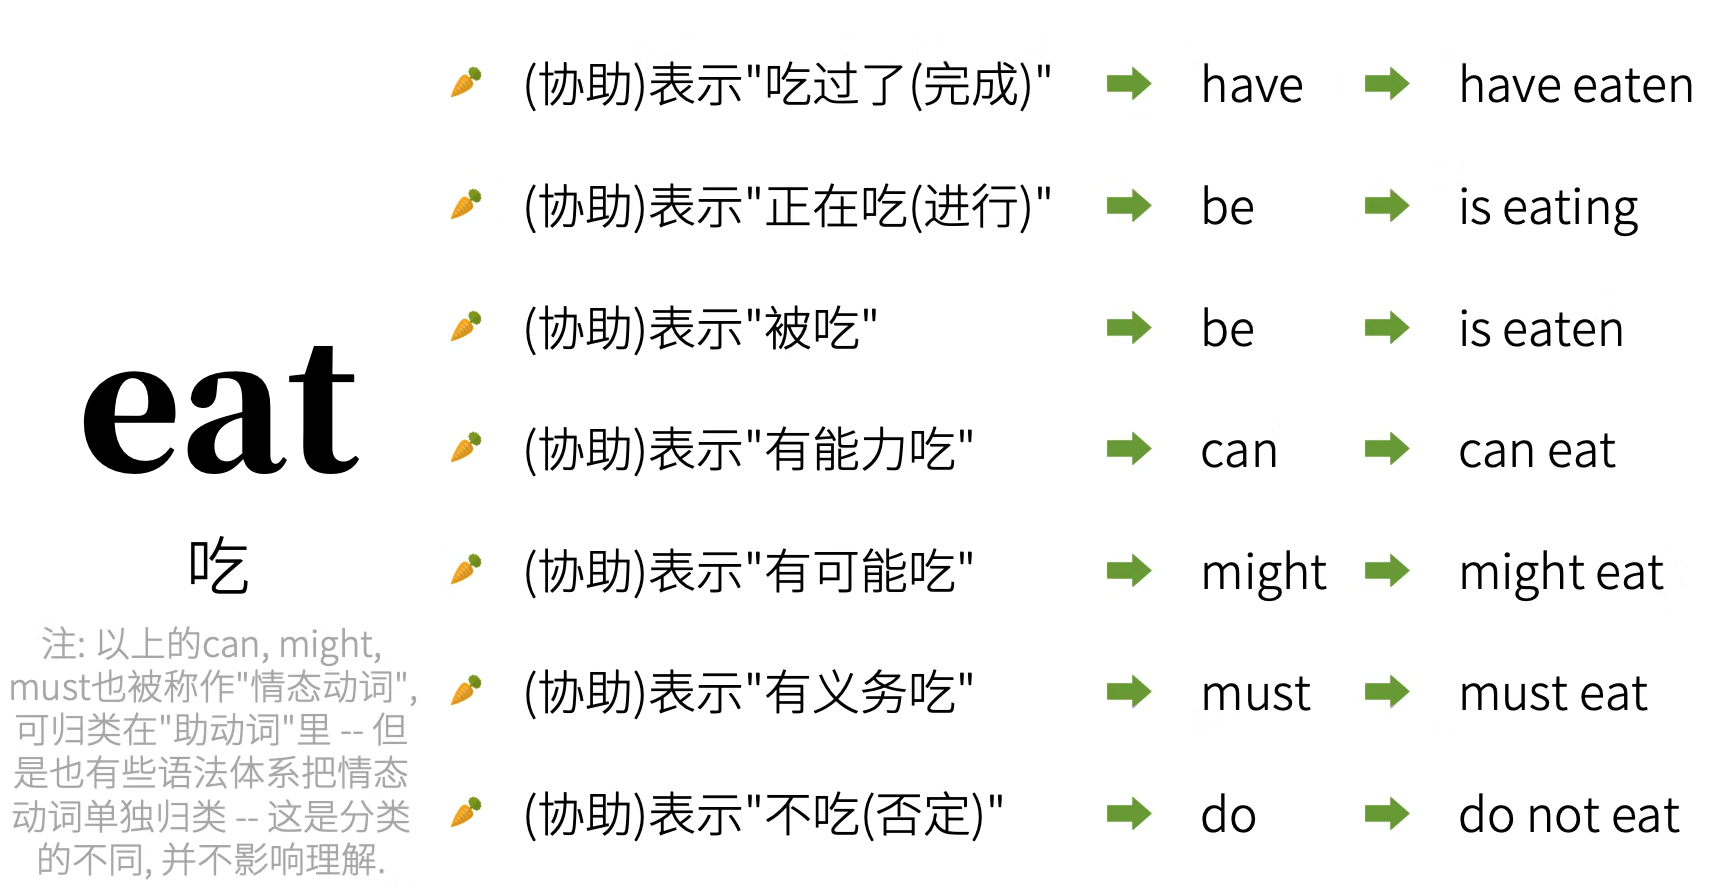 (协助)表示"吃过了(完成)" have have eaten
(协助)表示"正在吃(进行)" be is eating
(协助)表示"被吃" be is eaten
(协助)表示"有能力吃" can can eat
(协助)表示"有可能吃" might might eat
(协助)表示"有义务吃" must must eat
(协助)表示"不吃(否定)" do do not eat
eat
吃
注: 以上的can, might,
must也被称作"情态动词",
可归类在"助动词"里 -- 但
是也有些语法体系把情态
动词单独归类 -- 这是分类
的不同, 并不影响理解.